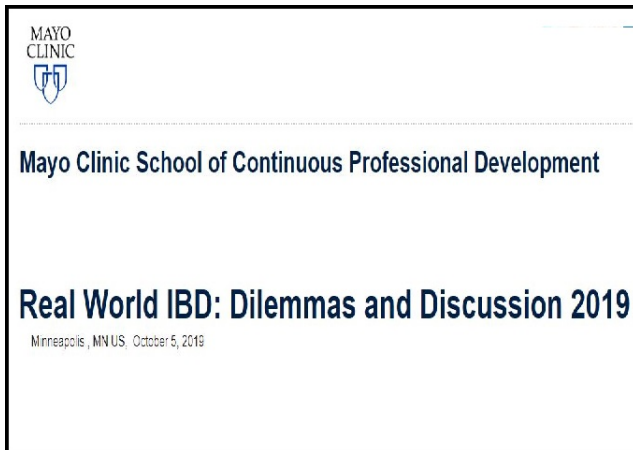 MAYO
CLINIC
Mayo Clinic School of Continuous Professional Development
Real World IBD: Dilemmas and Discussion 2019
Minneapolis , MN US, October 5, 2019